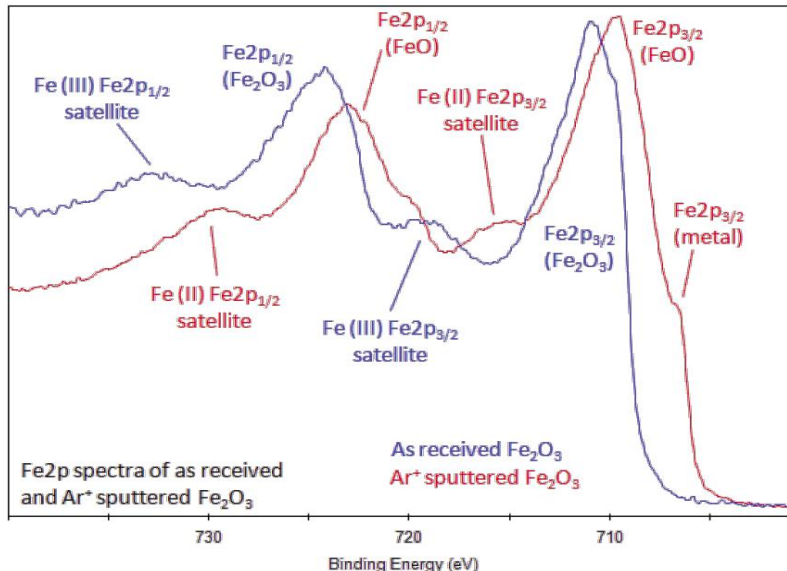 Fe2p1/2
(FeO)
Fe2p3/2
(FeO)
Fe2p1/2
(Fe2O3)
Fe (III) Fe2p1/2
satellite
Fe (II) Fe2p3/2
satellite
Fe2p3/2
(metal)
Fe2p3/2
(Fe2O3)
Fe (II) Fe2p1/2
satellite
Fe (III) Fe2p3/2
satellite
As received Fe2O3
Ar+ sputtered Fe2O3
Fe2p spectra of as received
and Ar+ sputtered Fe2O3
730
720
710
Binding Energy (eV)